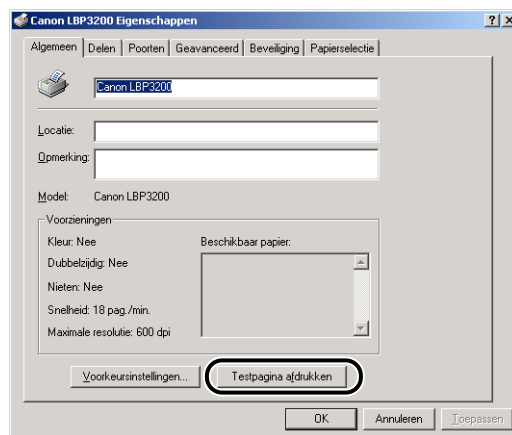 Canon LBP3200 Eigenschappen
Algemeen Delen Poorten Geavanceerd Beveiliging Papierselectie
Canon LBP3200
Locatie:
Opmerking:
Model: Canon LBP3200
Voorzieningen
Kleur: Nee Beschikbaar papier:
Dubbelzijdig: Nee
Nieten: Nee
Snelheid: 18 pag./min.
Maximale resolutie: 600 dpi
Voorkeursinstellingen... Testpagina afdrukken
OK Annuleren Toepassen